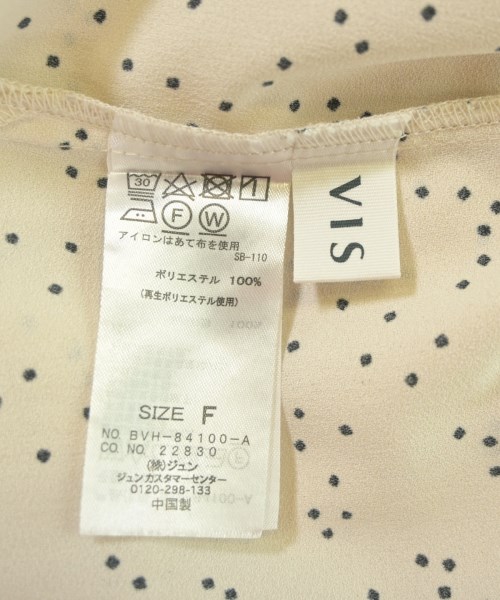 30
F W
アイロンはあて布を使用
SB-110
ポリエステル 100%
(再生ポリエステル使用)
SIZE F
NO. BVH-84100-A
CO. NO. 22830
(株)ジュン
ジュンカスタマーセンター
0120-298-133
中国製
VIS